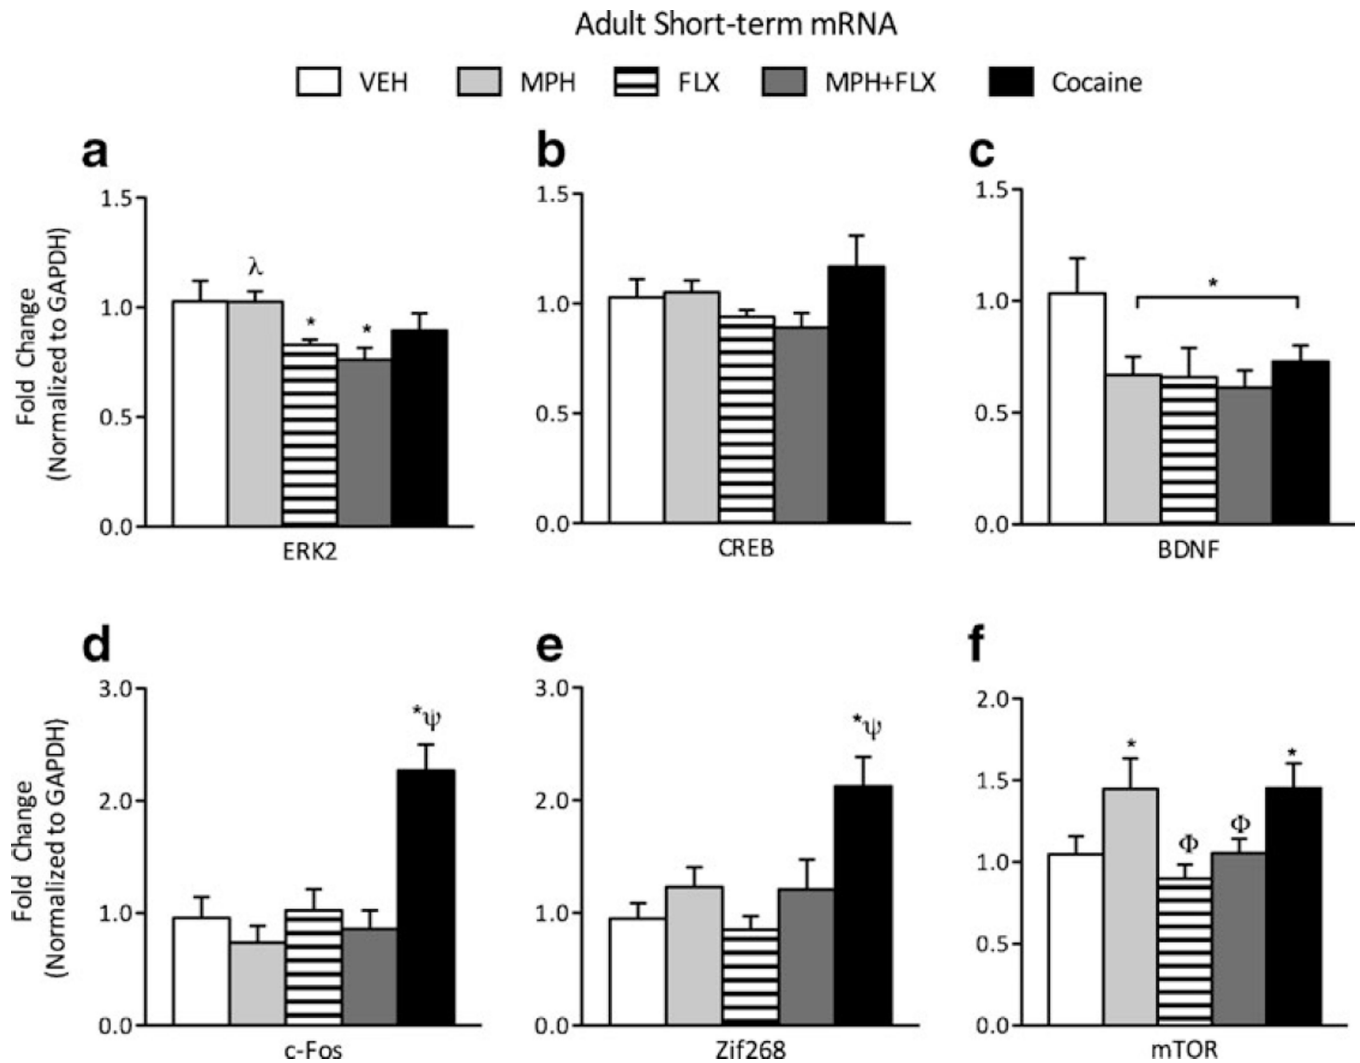 Adult Short-term mRNA
VEH MPH FLX MPH+FLX Cocaine
a
Fold Change
(Normalized to GAPDH)
1.5
1.0
0.5
0.0
λ
*
*
ERK2
b
1.5
1.0
0.5
0.0
CREB
c
1.5
1.0
0.5
0.0
*
BDNF
d
Fold Change
(Normalized to GAPDH)
3.0
2.0
1.0
0.0
*ψ
c-Fos
e
3.0
2.0
1.0
0.0
*ψ
Zif268
f
2.0
1.5
1.0
0.5
0.0
*
Φ
Φ
*
mTOR